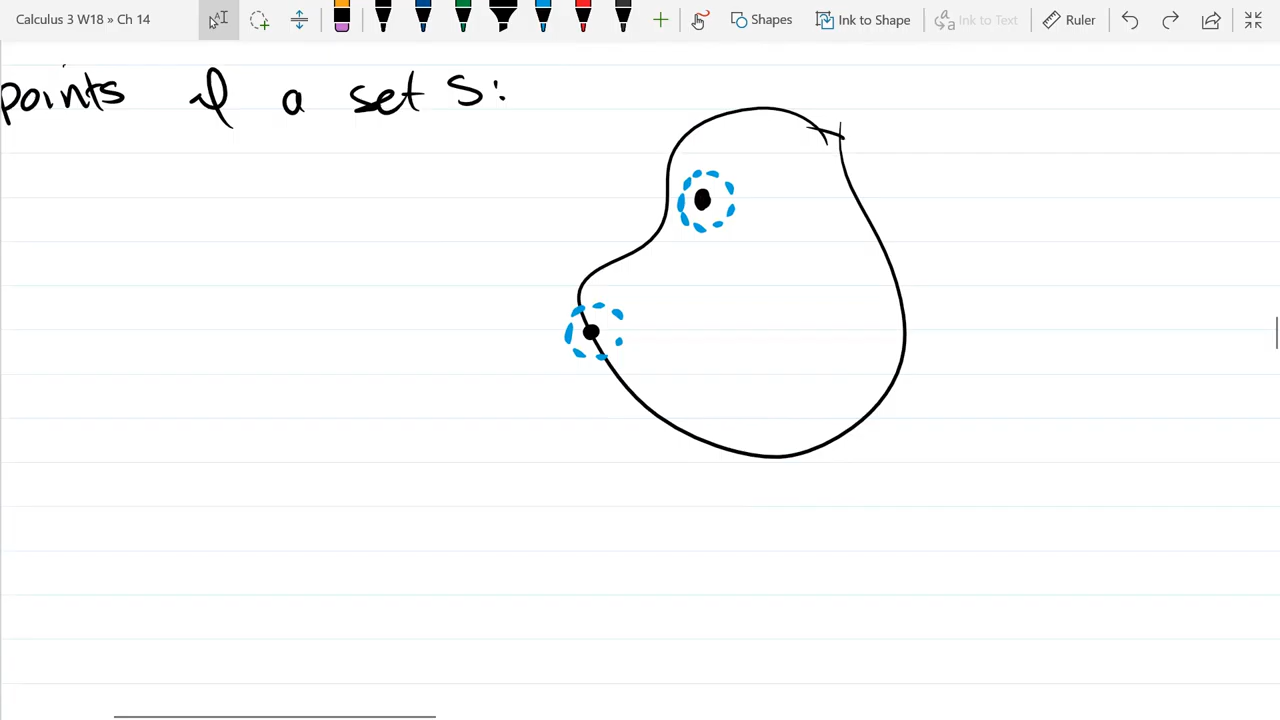 Calculus 3 W18 » Ch 14
Shapes
Ink to Shape
Ink to Text
Ruler
points of a set S: